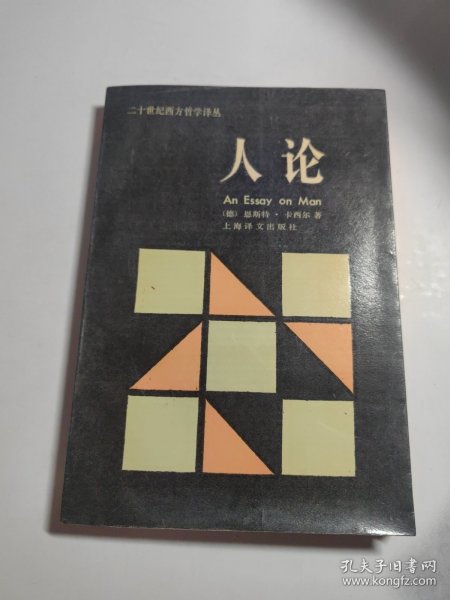 二十世纪西方哲学译丛
人论
An Essay on Man
〔德〕恩斯特·卡西尔 著
上海译文出版社
孔夫子旧书网
www.kongfz.com